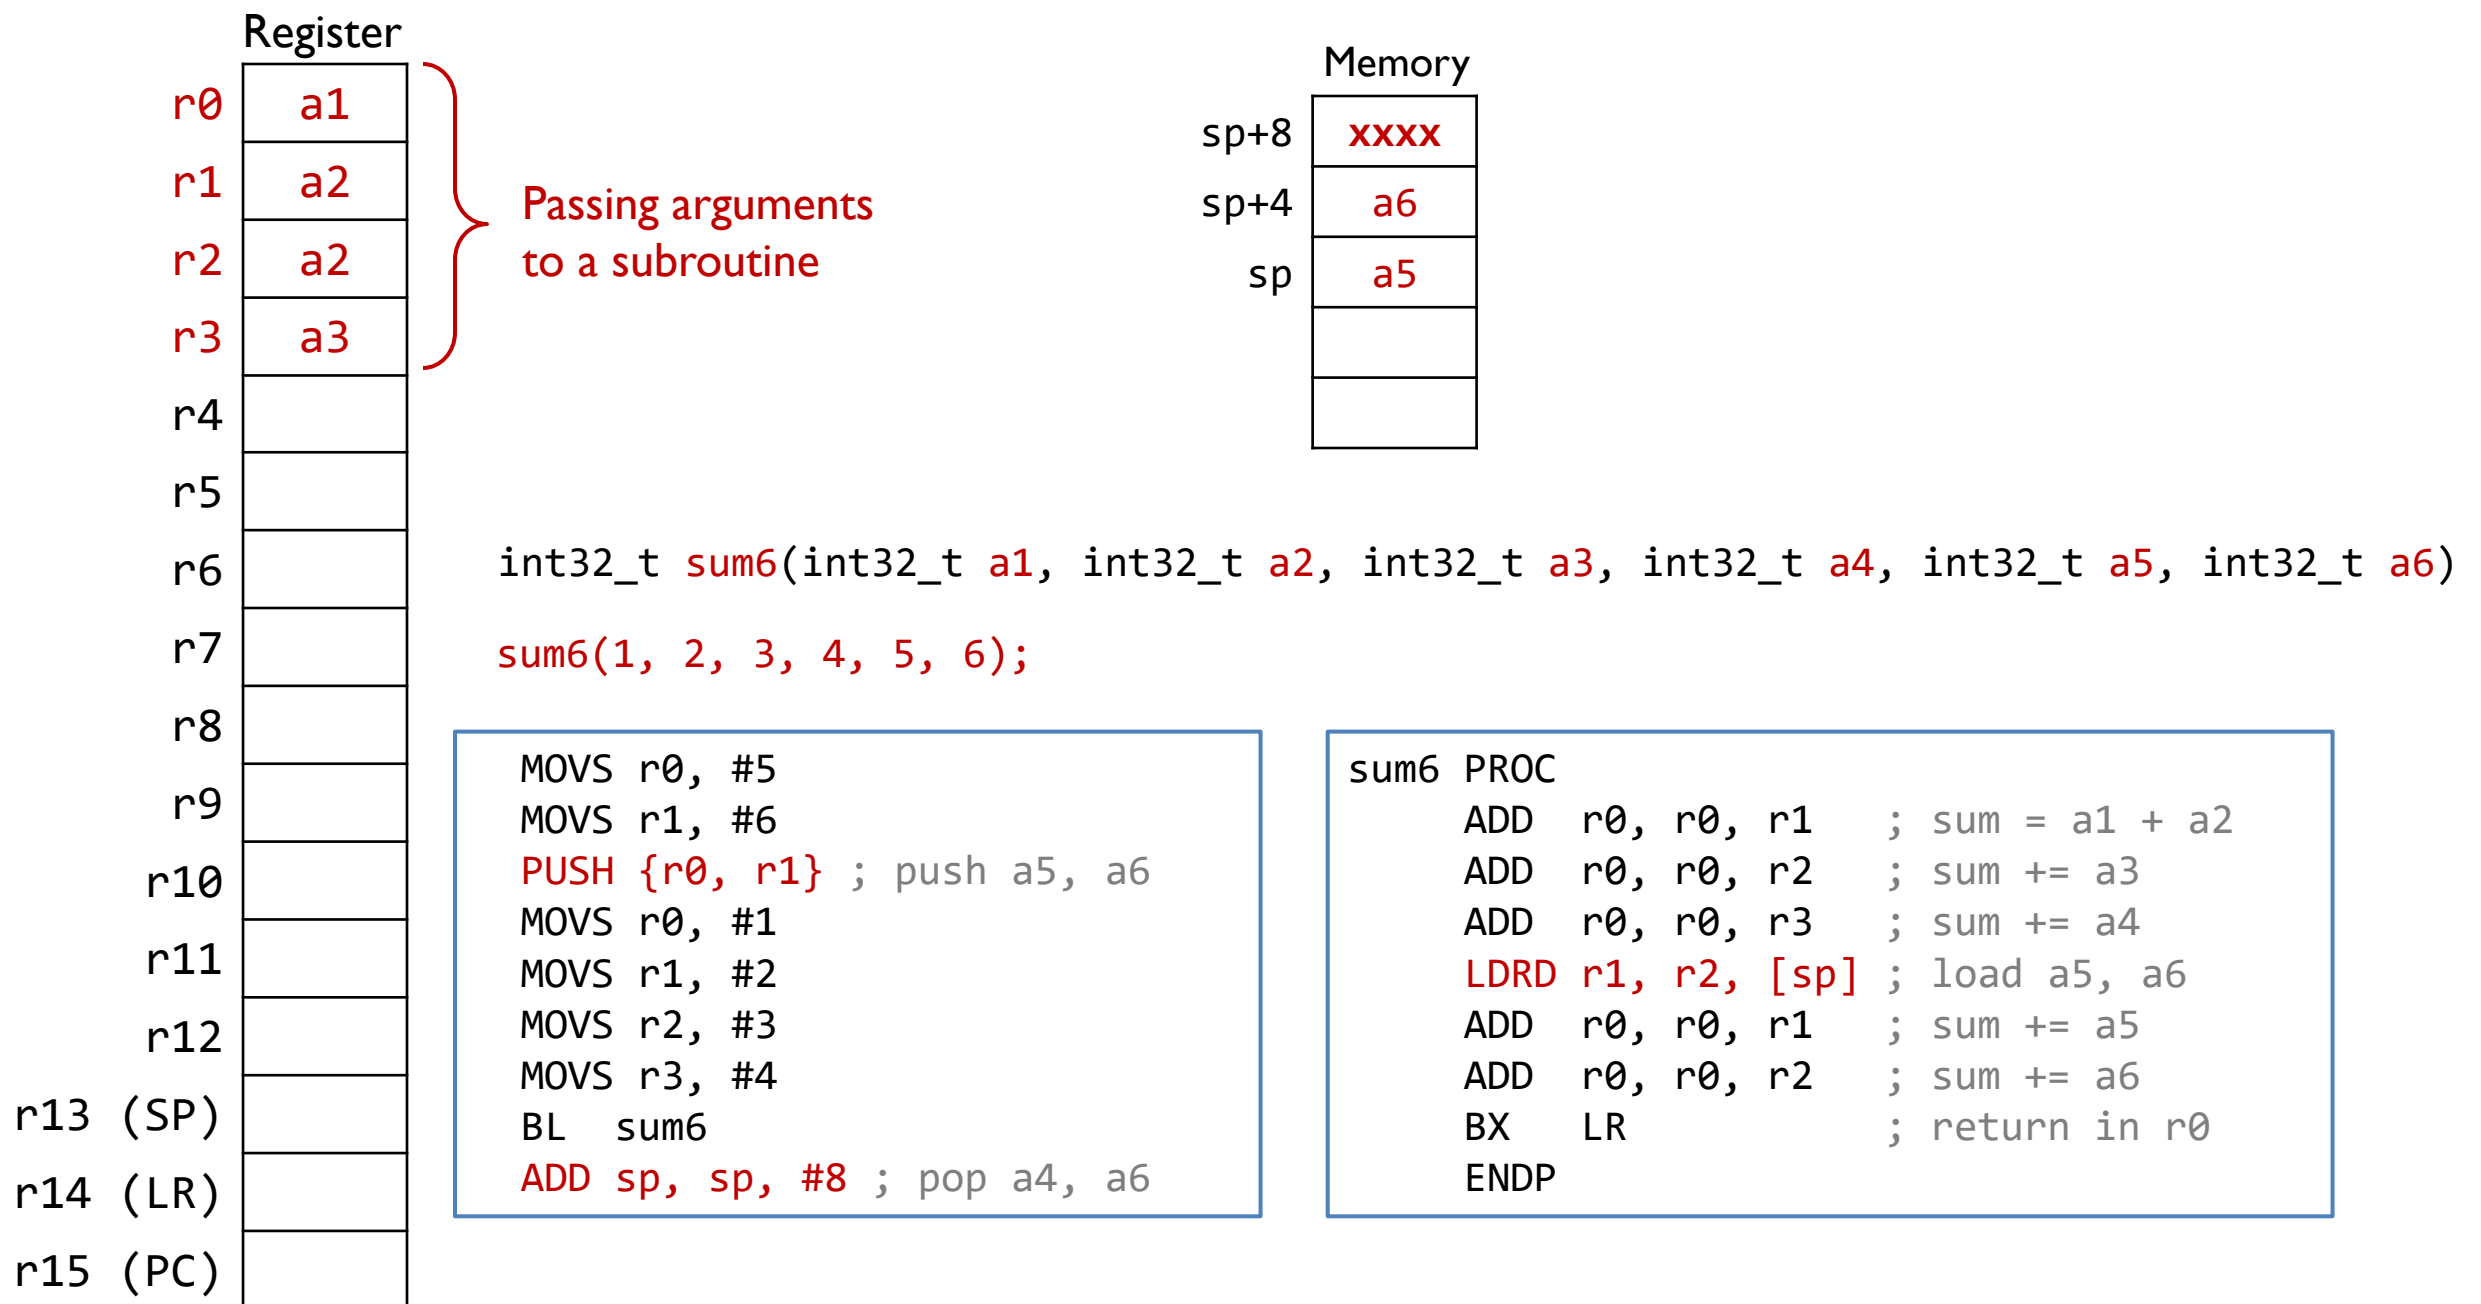 Register
r0 a1
r1 a2
r2 a2
r3 a3
r4
r5
r6
r7
r8
r9
r10
r11
r12
r13 (SP)
r14 (LR)
r15 (PC)
Passing arguments
to a subroutine
Memory
sp+8 xxxx
sp+4 a6
sp a5
int32_t sum6(int32_t a1, int32_t a2, int32_t a3, int32_t a4, int32_t a5, int32_t a6)
sum6(1, 2, 3, 4, 5, 6);
MOVS r0, #5
MOVS r1, #6
PUSH {r0, r1} ; push a5, a6
MOVS r0, #1
MOVS r1, #2
MOVS r2, #3
MOVS r3, #4
BL sum6
ADD sp, sp, #8 ; pop a4, a6
sum6 PROC
ADD r0, r0, r1 ; sum = a1 + a2
ADD r0, r0, r2 ; sum += a3
ADD r0, r0, r3 ; sum += a4
LDRD r1, r2, [sp] ; load a5, a6
ADD r0, r0, r1 ; sum += a5
ADD r0, r0, r2 ; sum += a6
BX LR ; return in r0
ENDP